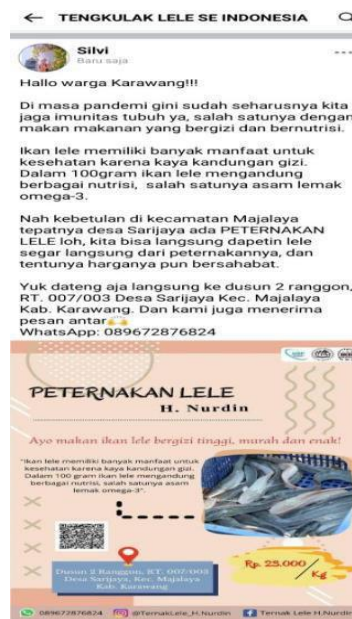 TENGKULAK LELE SE INDONESIA
Silvi
Baru saja
Hallo warga Karawang!!!
Di masa pandemi gini sudah seharusnya kita
jaga imunitas tubuh ya, salah satunya dengan
makan makanan yang bergizi dan bernutrisi.
Ikan lele memiliki banyak manfaat untuk
kesehatan karena kaya kandungan gizi.
Dalam 100gram ikan lele mengandung
berbagai nutrisi, salah satunya asam lemak
omega-3.
Nah kebetulan di kecamatan Majalaya
tepatnya desa Sarijaya ada PETERNAKAN
LELE loh, kita bisa langsung dapetin lele
segar langsung dari peternakannya, dan
tentunya harganya pun bersahabat.
Yuk dateng aja langsung ke dusun 2 ranggon,
RT. 007/003 Desa Sarijaya Kec. Majalaya
Kab. Karawang. Dan kami juga menerima
pesan antar🙌
WhatsApp: 089672876824
PETERNAKAN LELE
H. Nurdin
Ayo makan ikan lele bergizi tinggi, murah dan enak!
"Ikan lele memiliki banyak manfaat untuk
kesehatan karena kaya kandungan gizi.
Dalam 100 gram ikan lele mengandung
berbagai nutrisi, salah satunya asam
lemak omega-3".
Dusun 2 Ranggon, RT. 007/003
Desa Sarijaya, Kec. Majalaya
Kab. Karawang
Rp. 25.000
/Kg
089672876824 @TernakLele_H.Nurdin Ternak Lele H.Nurdin